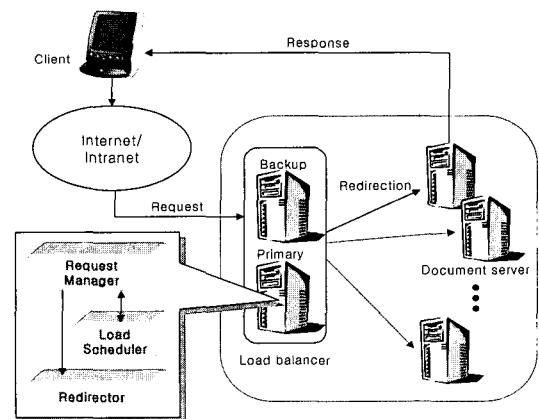 Response
Client
Internet/
Intranet
Backup
Redirection
Request
Primary
Document server
Request
Manager
Load
Scheduler
Load balancer
Redirector